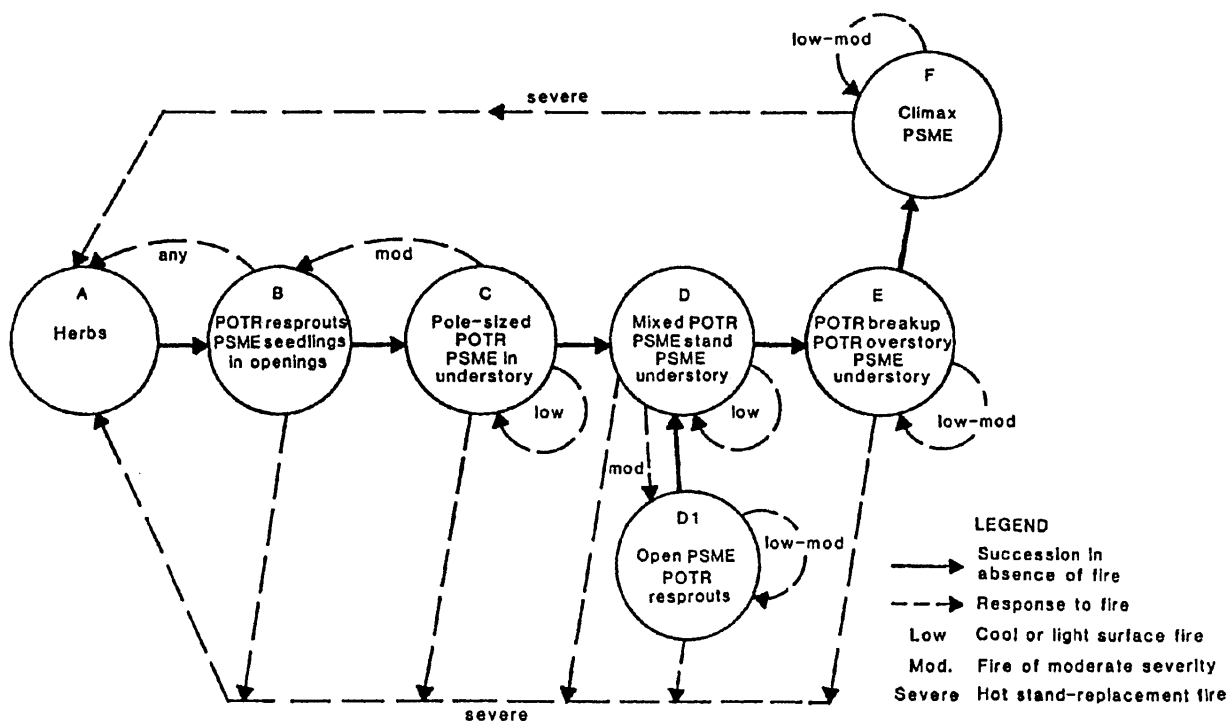 low-mod
F
Climax
PSME
severe
any
mod
A
Herbs
B
POTR resprouts
PSME seedlings
in openings
C
Pole-sized
POTR
PSME in
understory
low
D
Mixed POTR
PSME stand
PSME
understory
low
E
POTR breakup
POTR overstory
PSME
understory
low-mod
mod
D1
Open PSME
POTR
resprouts
low-mod
severe
LEGEND
Succession in
absence of fire
Response to fire
Low Cool or light surface fire
Mod. Fire of moderate severity
Severe Hot stand-replacement fire